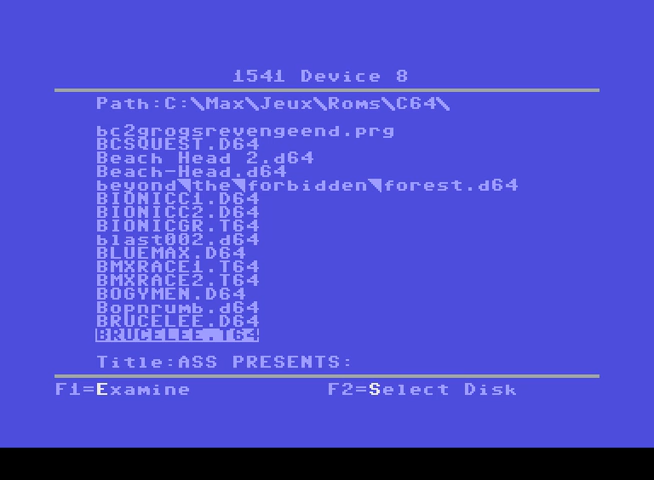 1541 Device 8
Path:C:\Max\Jeux\Roms\C64\
bc2grogsrevengeend.prg
BCSQUEST.D64
Beach Head 2.d64
Beach-Head.d64
beyond◥the◥forbidden◥forest.d64
BIONICC1.D64
BIONICC2.D64
BIONICGR.T64
blast002.d64
BLUEMAX.D64
BMXRACE1.T64
BMXRACE2.T64
BOGYMEN.D64
Bopnrumb.d64
BRUCELEE.D64
BRUCELEE.T64
Title:ASS PRESENTS:
F1=Examine F2=Select Disk